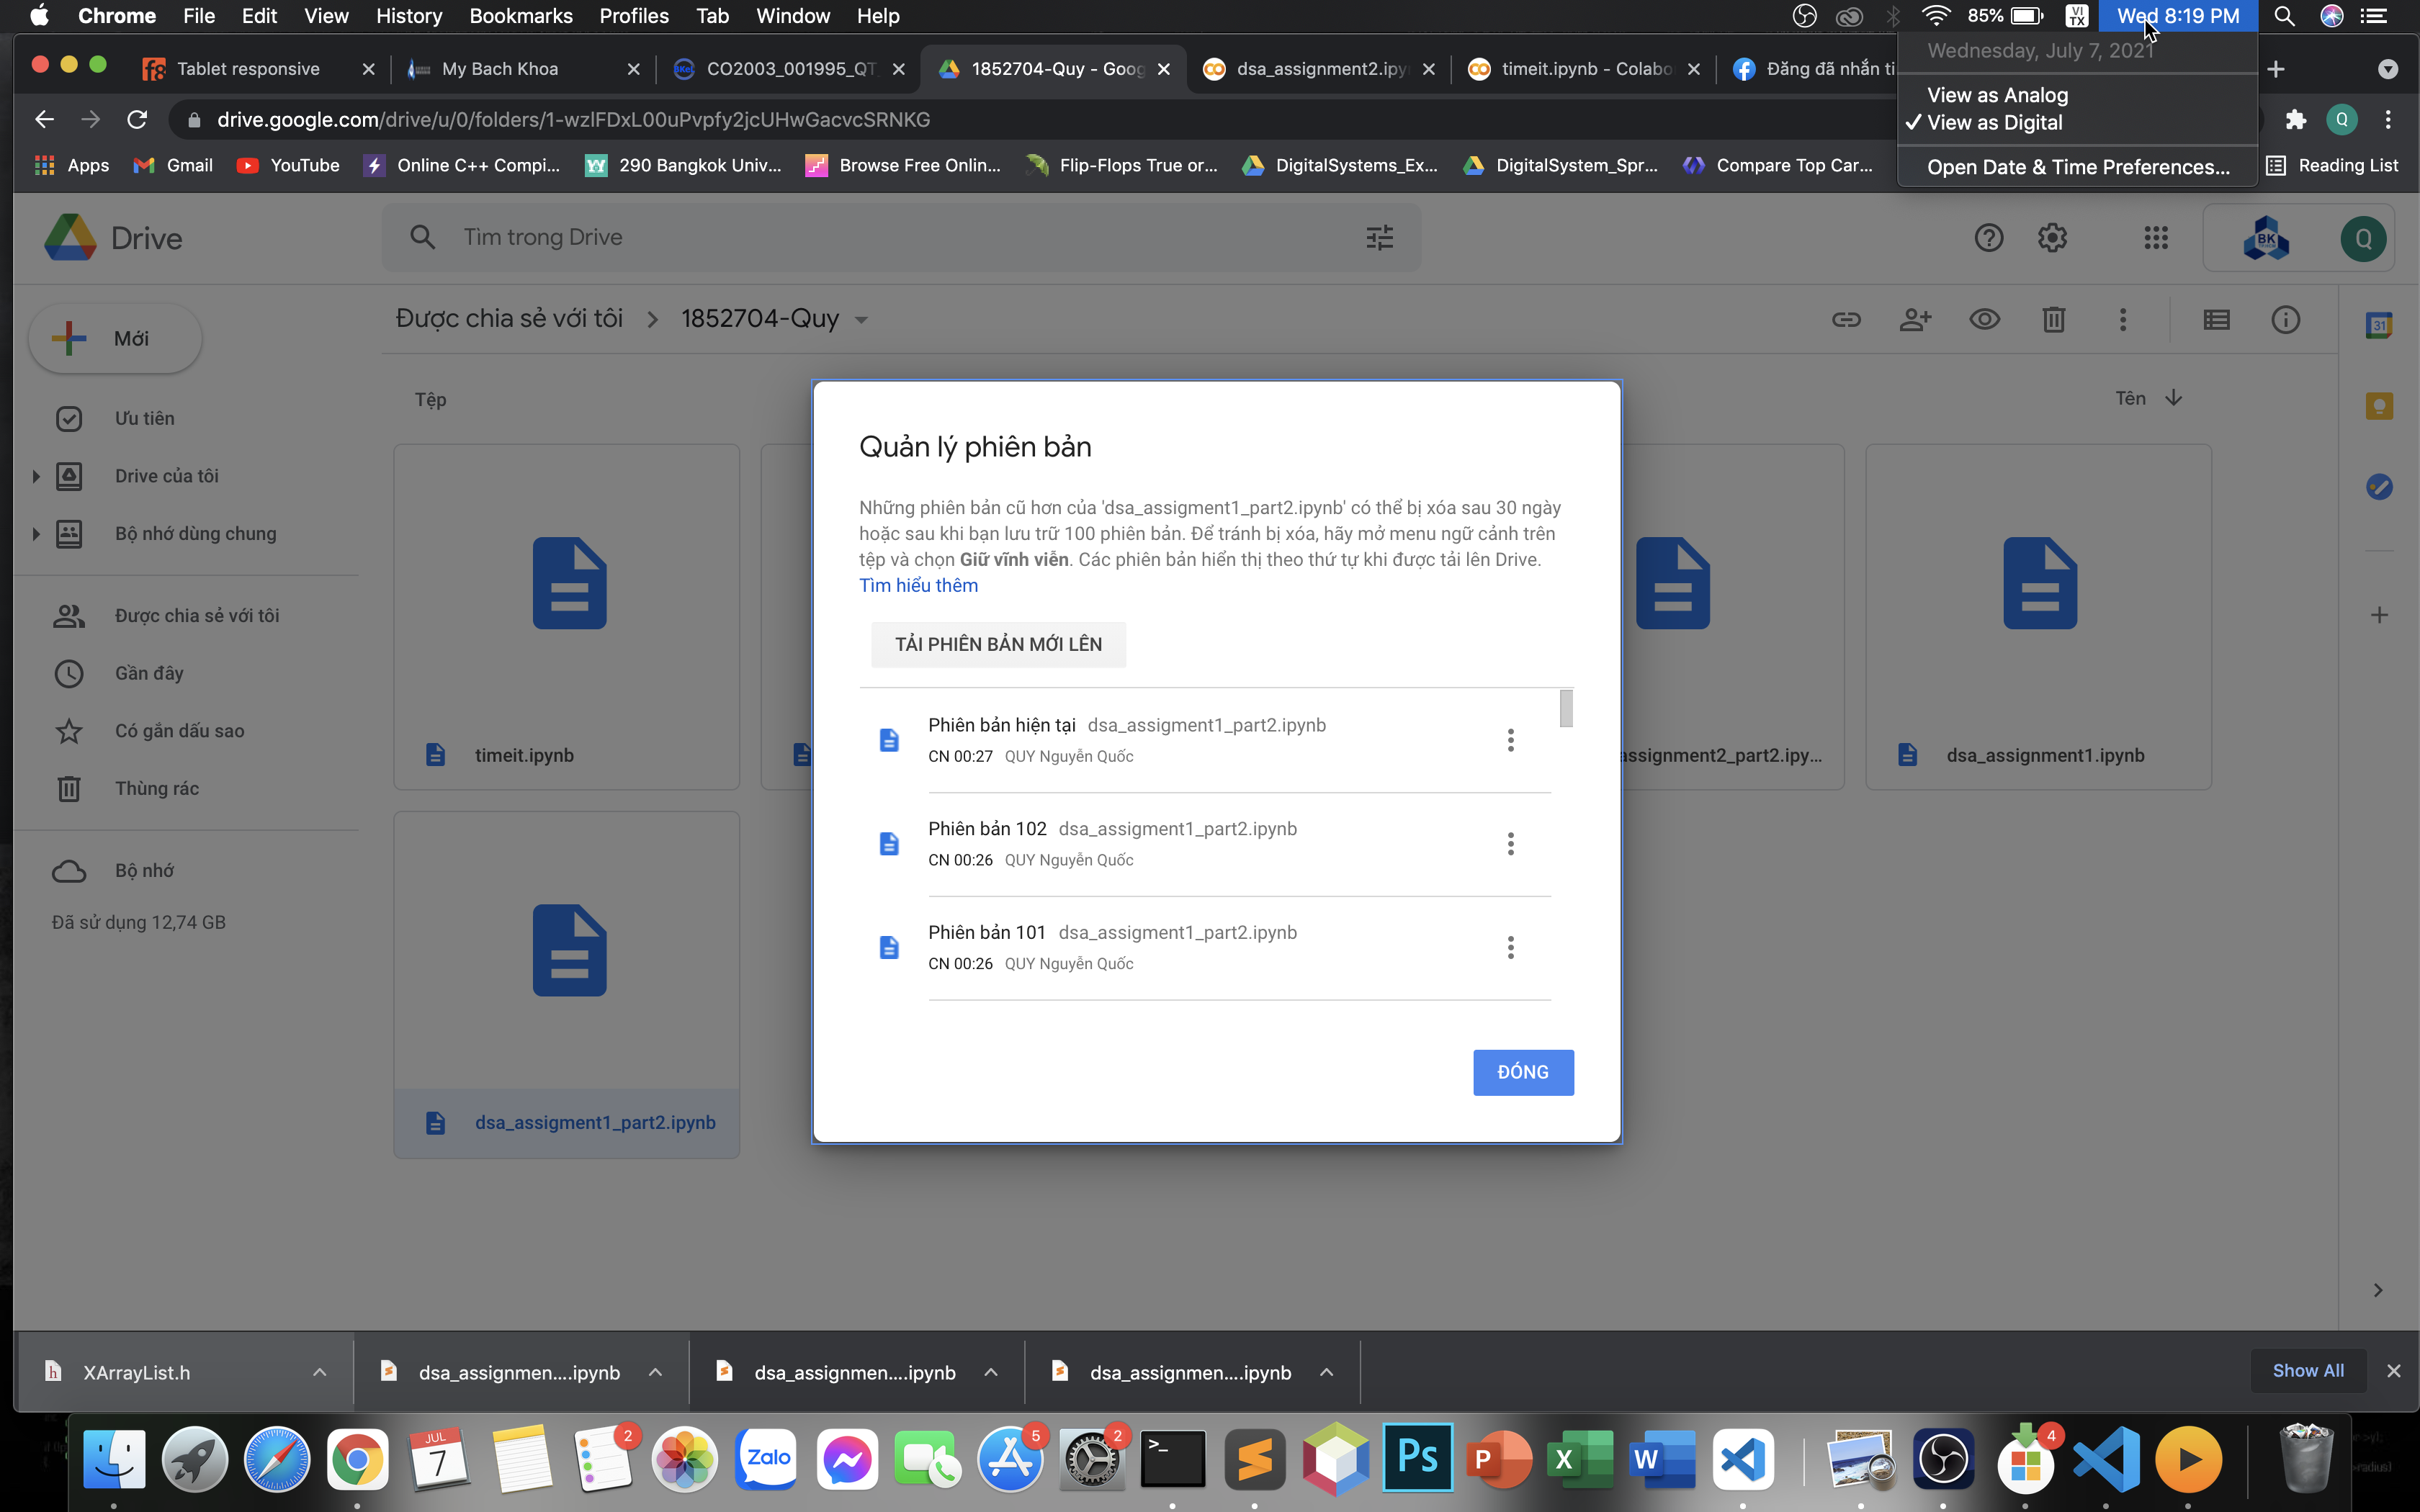 Chrome File Edit View History Bookmarks Profiles Tab Window Help
85% VI TX Wed 8:19 PM
Wednesday, July 7, 2021
View as Analog
✓ View as Digital
Open Date & Time Preferences...
Tablet responsive
My Bach Khoa
CO2003_001995_QT
1852704-Quy - Goog
dsa_assignment2.ipy
timeit.ipynb - Colabo
Đăng đã nhắn ti
drive.google.com/drive/u/0/folders/1-wzlFDxL00uPvpfy2jcUHwGacvcSRNKG
Q
Apps
Gmail
YouTube
Online C++ Compi...
290 Bangkok Univ...
Browse Free Onlin...
Flip-Flops True or...
DigitalSystems_Ex...
DigitalSystem_Spr...
Compare Top Car...
Reading List
Drive
Tìm trong Drive
BK
Q
Mới
Được chia sẻ với tôi > 1852704-Quy
Ưu tiên
Drive của tôi
Bộ nhớ dùng chung
Được chia sẻ với tôi
Gần đây
Có gắn dấu sao
Thùng rác
Bộ nhớ
Đã sử dụng 12,74 GB
Tệp
Tên
31
timeit.ipynb
assignment2_part2.ipy...
dsa_assignment1.ipynb
dsa_assigment1_part2.ipynb
Quản lý phiên bản
Những phiên bản cũ hơn của 'dsa_assigment1_part2.ipynb' có thể bị xóa sau 30 ngày
hoặc sau khi bạn lưu trữ 100 phiên bản. Để tránh bị xóa, hãy mở menu ngữ cảnh trên
tệp và chọn Giữ vĩnh viễn. Các phiên bản hiển thị theo thứ tự khi được tải lên Drive.
Tìm hiểu thêm
TẢI PHIÊN BẢN MỚI LÊN
Phiên bản hiện tại dsa_assigment1_part2.ipynb
CN 00:27 QUY Nguyễn Quốc
Phiên bản 102 dsa_assigment1_part2.ipynb
CN 00:26 QUY Nguyễn Quốc
Phiên bản 101 dsa_assigment1_part2.ipynb
CN 00:26 QUY Nguyễn Quốc
ĐÓNG
XArrayList.h
dsa_assignmen....ipynb
dsa_assignmen....ipynb
dsa_assignmen....ipynb
Show All
JUL
7
2
Zalo
5
2
>_
Ps
P
X
W
4